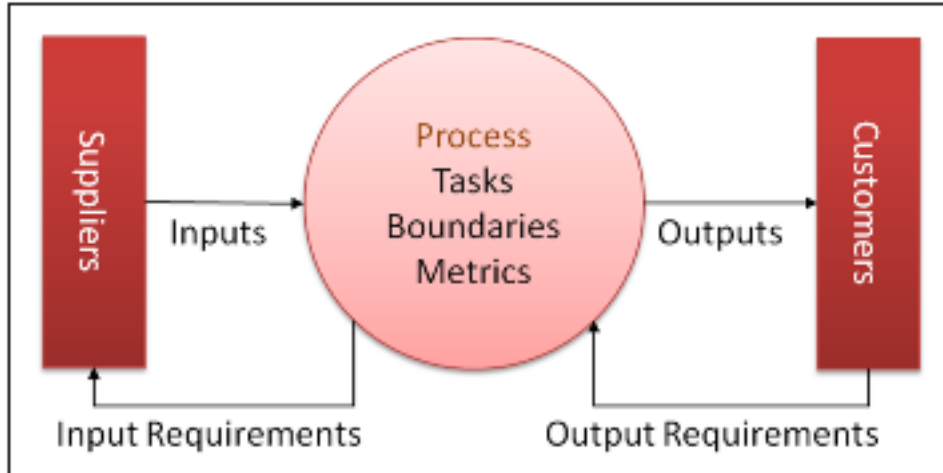 Suppliers
Inputs
Process
Tasks
Boundaries
Metrics
Outputs
Customers
Input Requirements
Output Requirements